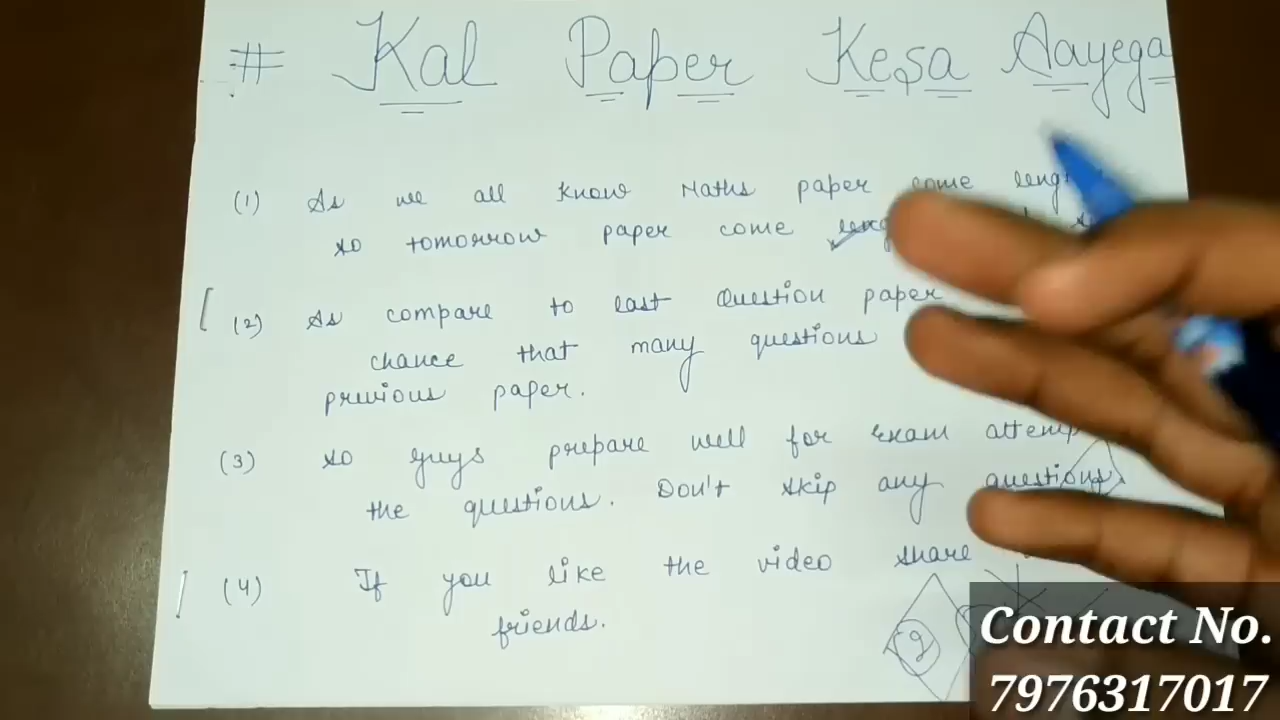 # Kal Paper Kesa Aayega
(1) As we all know Maths paper come
so tomorrow paper come
(2) As compare to last Question paper
chance that many questions
previous paper.
(3) so guys prepare well for exam attempt
the questions. Don't skip any questions
(4) If you like the video share
friends.
Contact No.
7976317017